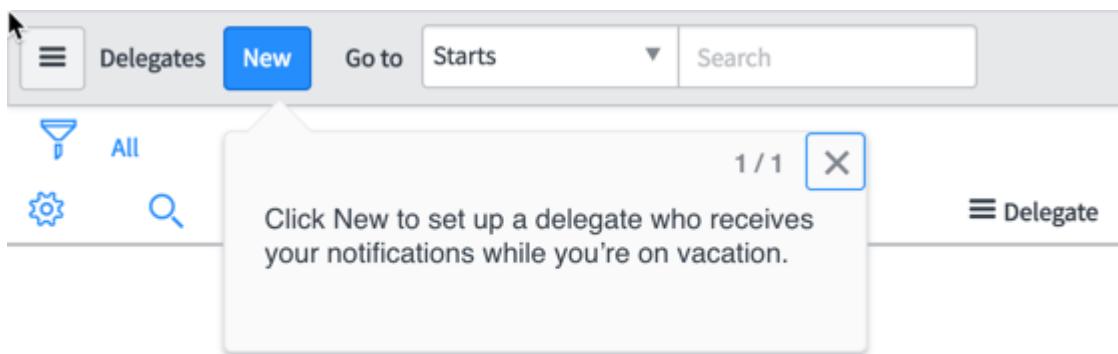 Delegates New Go to Starts Search
All
1 / 1
Click New to set up a delegate who receives
your notifications while you’re on vacation.
Delegate